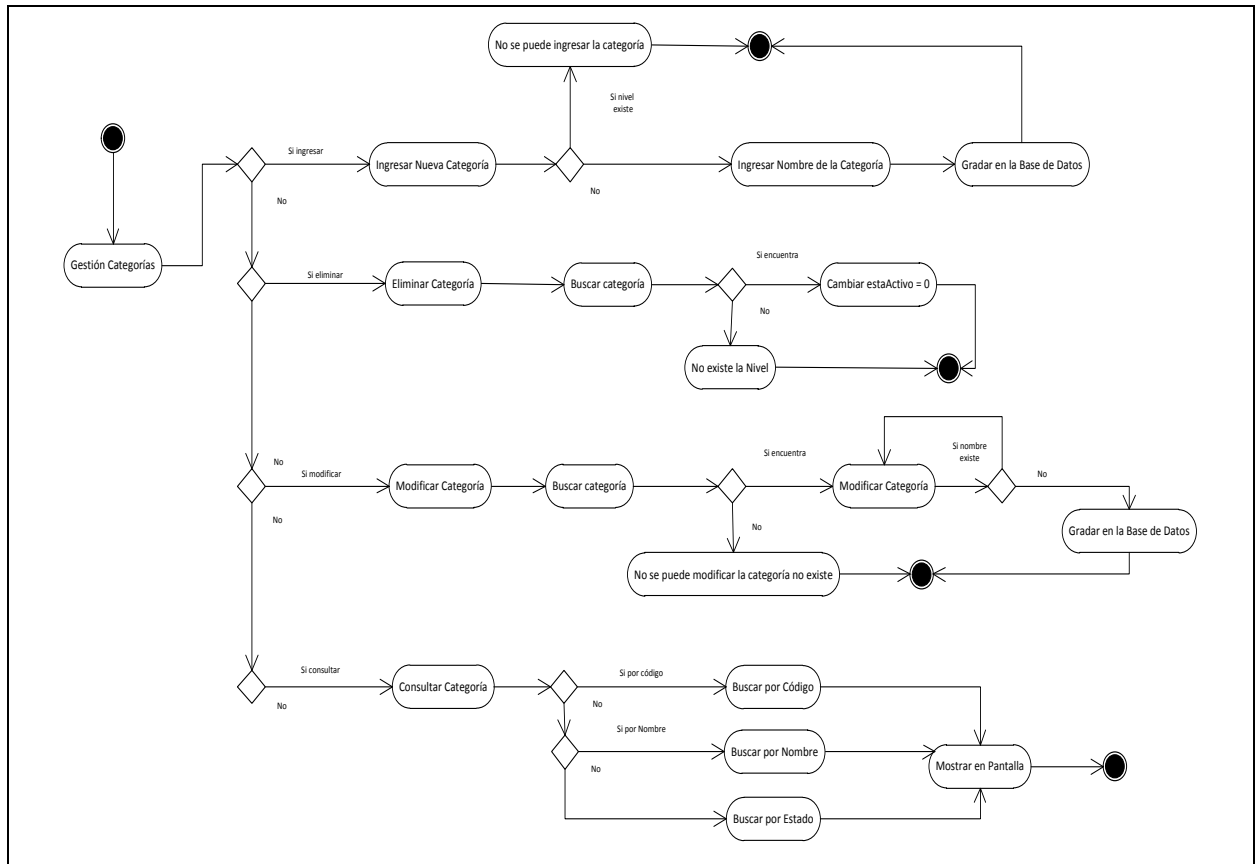 No se puede ingresar la categoría
Si nivel
existe
Si ingresar
Ingresar Nueva Categoría
Ingresar Nombre de la Categoría
Gradar en la Base de Datos
No
No
Gestión Categorías
Si eliminar
Eliminar Categoría
Buscar categoría
Si encuentra
Cambiar estaActivo = 0
No
No existe la Nivel
No
Si modificar
Modificar Categoría
Buscar categoría
Si encuentra
Modificar Categoría
Si nombre
existe
No
No
No
Gradar en la Base de Datos
No se puede modificar la categoría no existe
Si consultar
Consultar Categoría
Si por código
Buscar por Código
No
No
Si por Nombre
Buscar por Nombre
No
Mostrar en Pantalla
Buscar por Estado